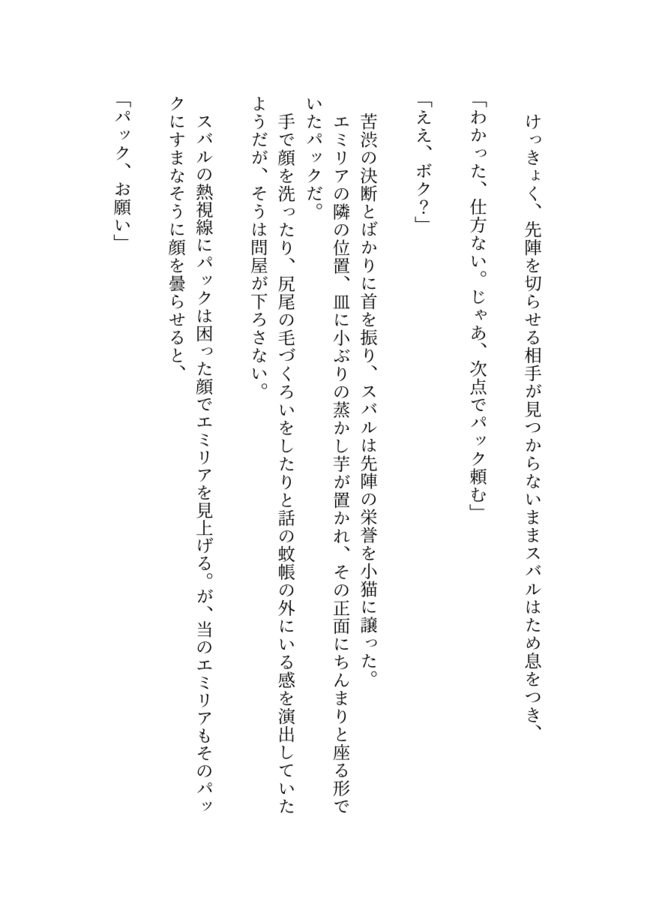 けっきょく、先陣を切らせる相手が見つからないままスバルはため息をつき、
「わかった、仕方ない。じゃあ、次点でパック頼む」
「ええ、ボク？」
苦渋の決断とばかりに首を振り、スバルは先陣の栄誉を小猫に譲った。
エミリアの隣の位置、皿に小ぶりの蒸かし芋が置かれ、その正面にちんまりと座る形で
いたパックだ。
手で顔を洗ったり、尻尾の毛づくろいをしたりと話の蚊帳の外にいる感を演出していた
ようだが、そうは問屋が下ろさない。
スバルの熱視線にパックは困った顔でエミリアを見上げる。が、当のエミリアもそのパッ
クにすまなそうに顔を曇らせると、
「パック、お願い」